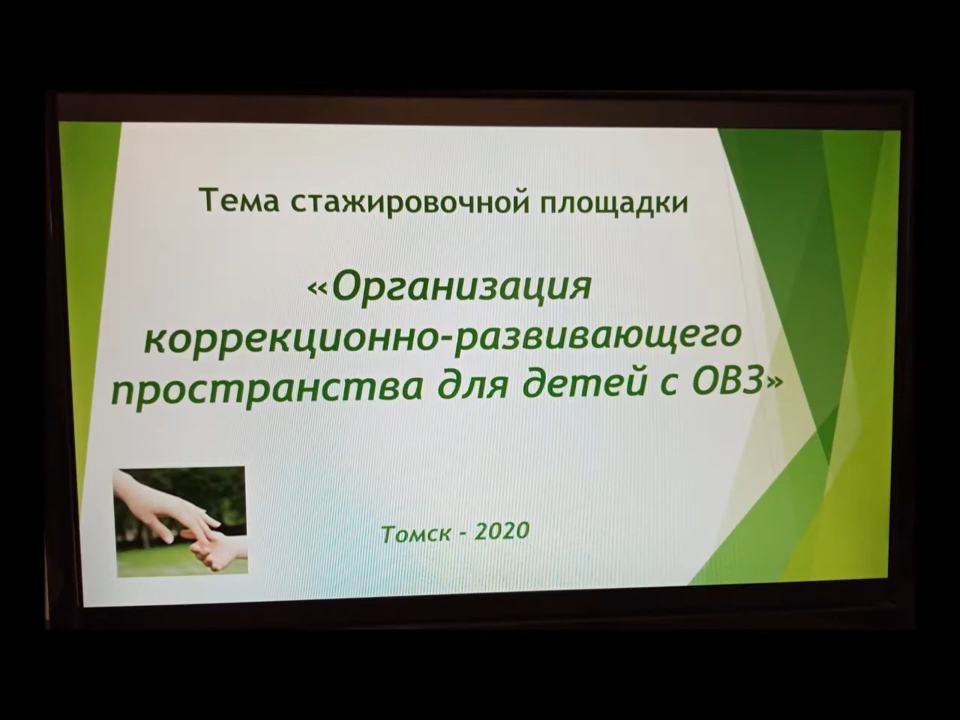 Тема стажировочной площадки
«Организация
коррекционно-развивающего
пространства для детей с ОВЗ»
Томск - 2020